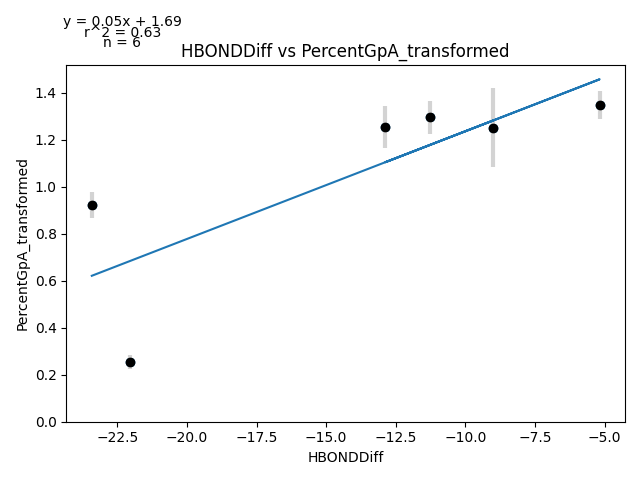 y = 0.05x + 1.69
r^2 = 0.63
n = 6
HBONDDiff vs PercentGpA_transformed
PercentGpA_transformed
1.4
1.2
1.0
0.8
0.6
0.4
0.2
0.0
−22.5 −20.0 −17.5 −15.0 −12.5 −10.0 −7.5 −5.0
HBONDDiff